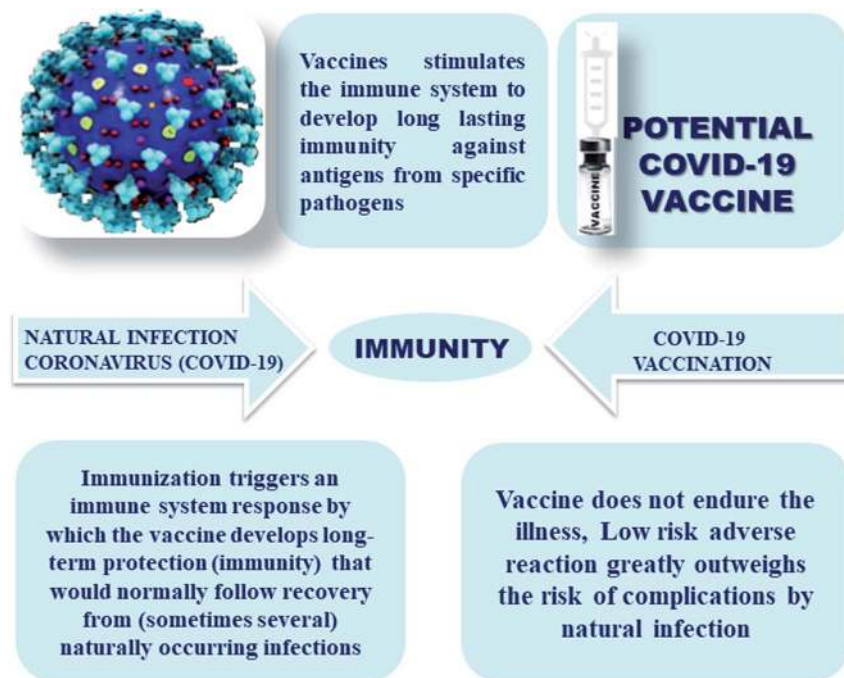 Vaccines stimulates
the immune system to
develop long lasting
immunity against
antigens from specific
pathogens
VACCINE
POTENTIAL
COVID-19
VACCINE
NATURAL INFECTION
CORONAVIRUS (COVID-19)
IMMUNITY
COVID-19
VACCINATION
Immunization triggers an
immune system response by
which the vaccine develops long-
term protection (immunity) that
would normally follow recovery
from (sometimes several)
naturally occurring infections
Vaccine does not endure the
illness, Low risk adverse
reaction greatly outweighs
the risk of complications by
natural infection